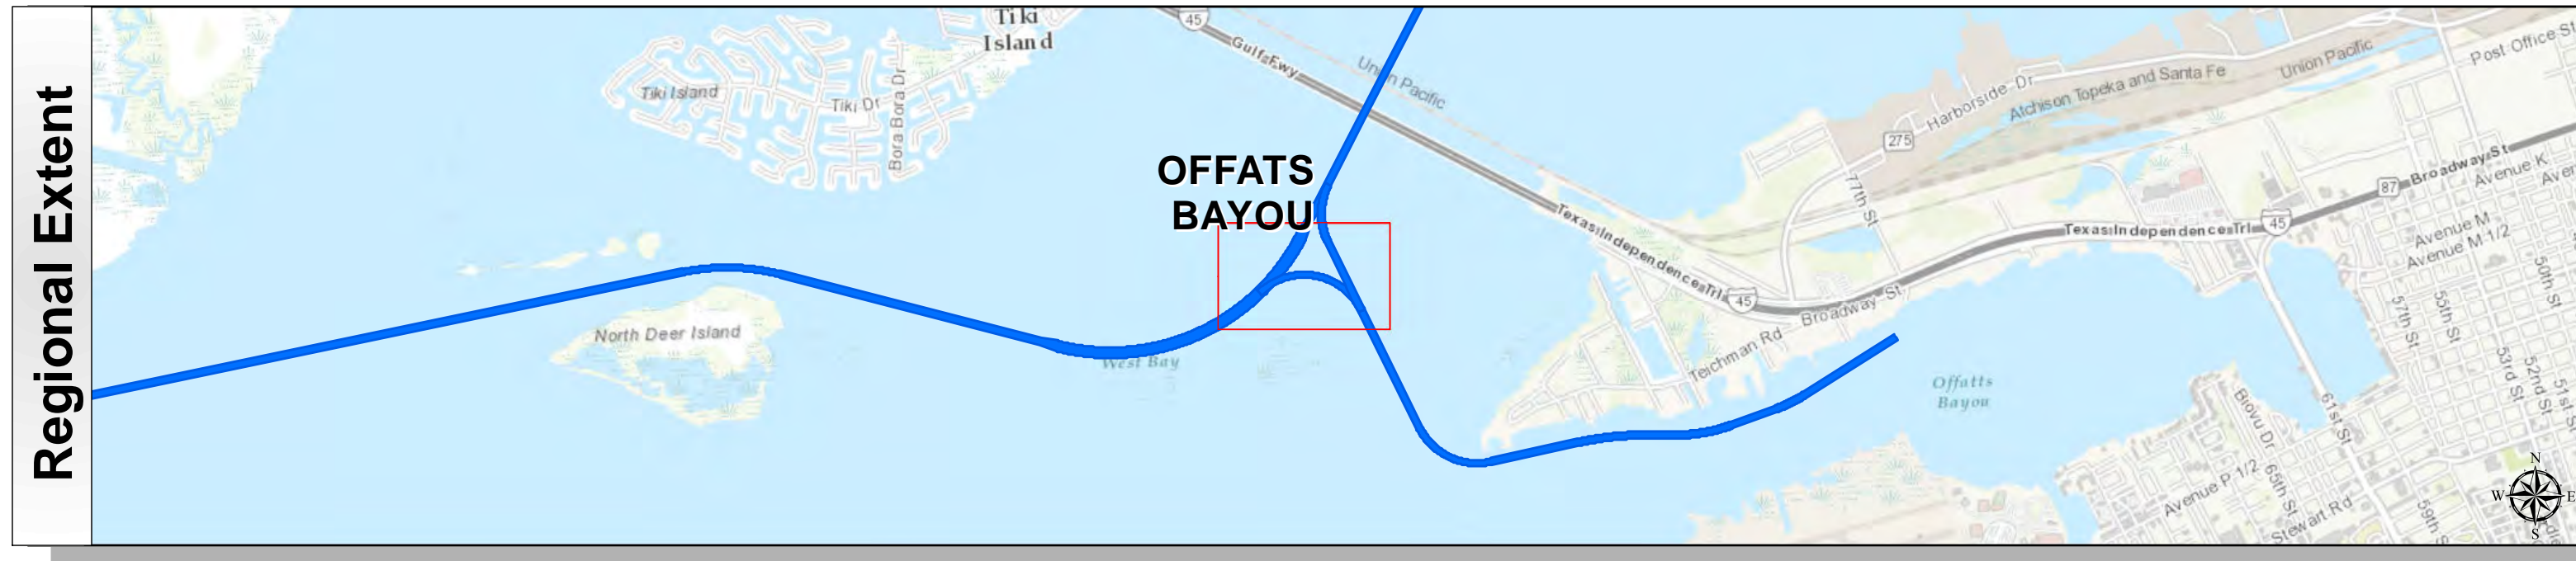 Regional Extent
Tiki
Island
45
Gulf Fwy
Union Pacific
Tiki Island
Tiki Dr
Bora Bora Dr
OFFATS
BAYOU
North Deer Island
West Bay
Texas Independence Trl
45
Broadway St
Teichman Rd
77th St
275
Harborside Dr
Atchison Topeka and Santa Fe
Union Pacific
Post Office St
Texas Independence Trl
45
87
Broadway St
Avenue K
Avenue M
Avenue M 1/2
50th St
57th St
55th St
53rd St
52nd St
51st St
61st St
Offatts
Bayou
Biovu Dr
65th St
Avenue P 1/2
Stewart Rd
59th S
N
W
E
S